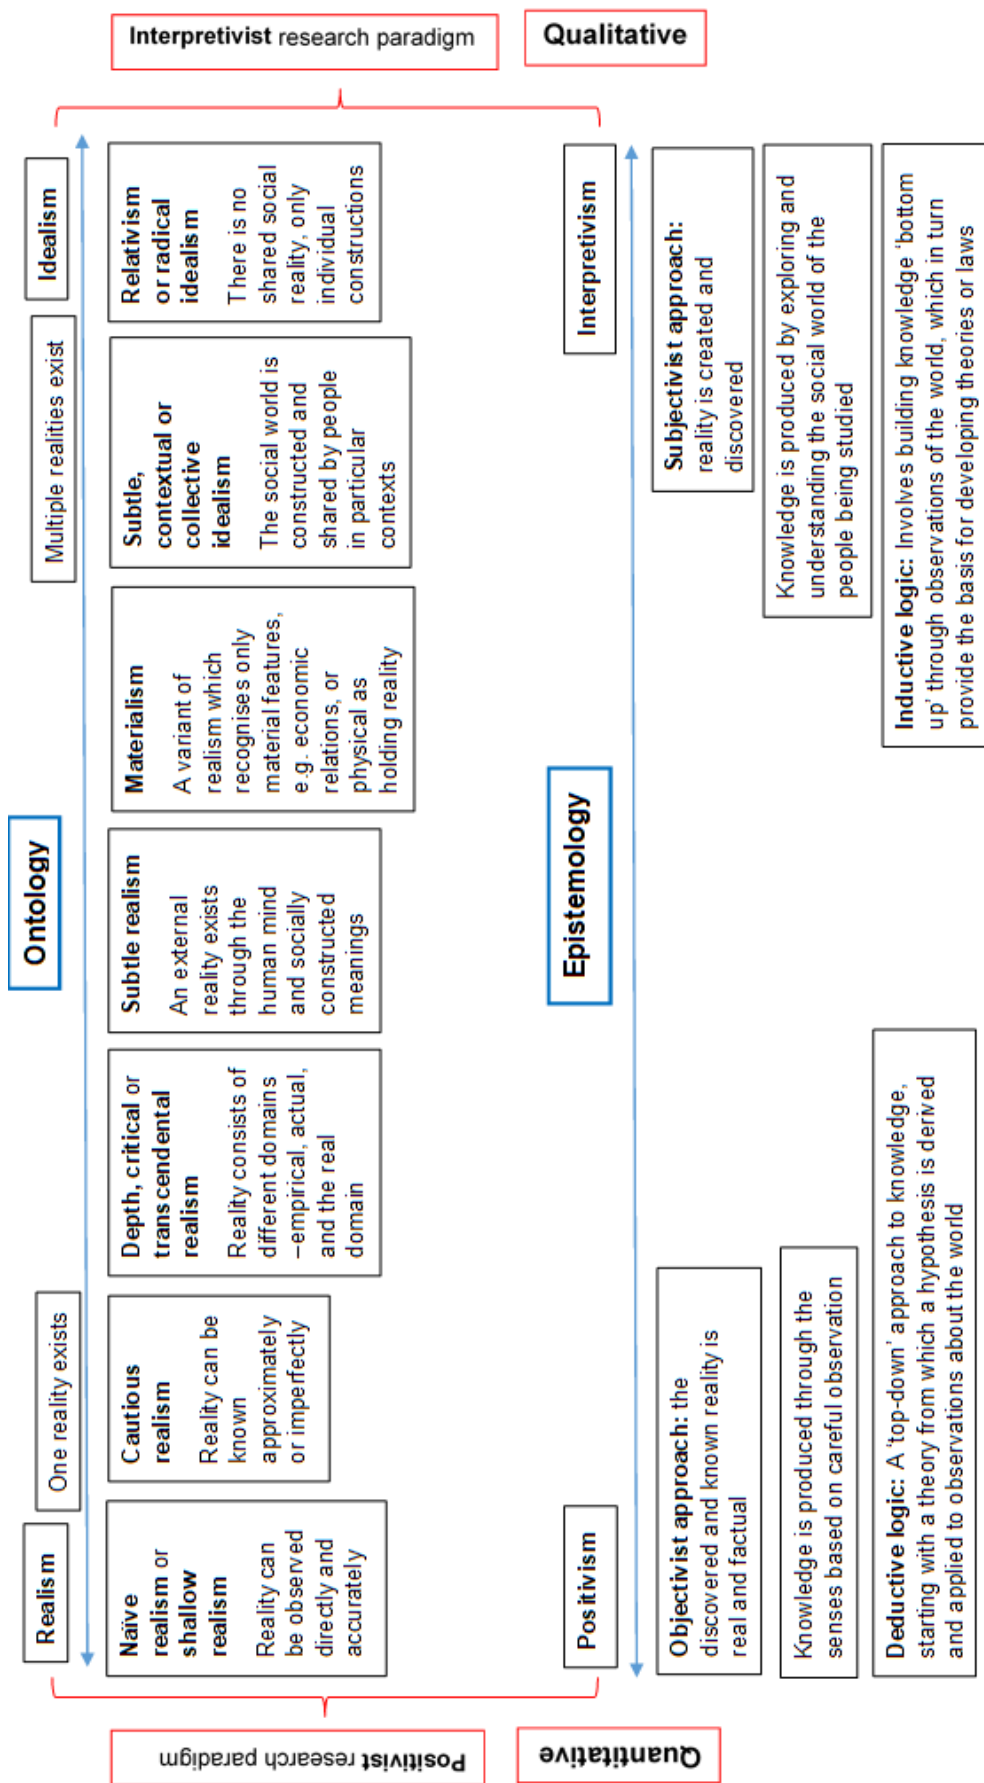 Interpretivist research paradigm
Qualitative
Ontology
Realism
One reality exists
Multiple realities exist
Idealism
Naïve
realism or
shallow
realism
Reality can
be observed
directly and
accurately
Cautious
realism
Reality can be
known
approximately
or imperfectly
Depth, critical or
transcendental
realism
Reality consists of
different domains
–empirical, actual,
and the real
domain
Subtle realism
An external
reality exists
through the
human mind
and socially
constructed
meanings
Materialism
A variant of
realism which
recognises only
material features,
e.g. economic
relations, or
physical as
holding reality
Subtle,
contextual or
collective
idealism
The social world is
constructed and
shared by people
in particular
contexts
Relativism
or radical
idealism
There is no
shared social
reality, only
individual
constructions
Epistemology
Positivism
Interpretivism
Objectivist approach: the
discovered and known reality is
real and factual
Knowledge is produced through the
senses based on careful observation
Deductive logic: A ‘top-down’ approach to knowledge,
starting with a theory from which a hypothesis is derived
and applied to observations about the world
Subjectivist approach:
reality is created and
discovered
Knowledge is produced by exploring and
understanding the social world of the
people being studied
Inductive logic: Involves building knowledge ‘bottom
up’ through observations of the world, which in turn
provide the basis for developing theories or laws
Positivist research paradigm
Quantitative